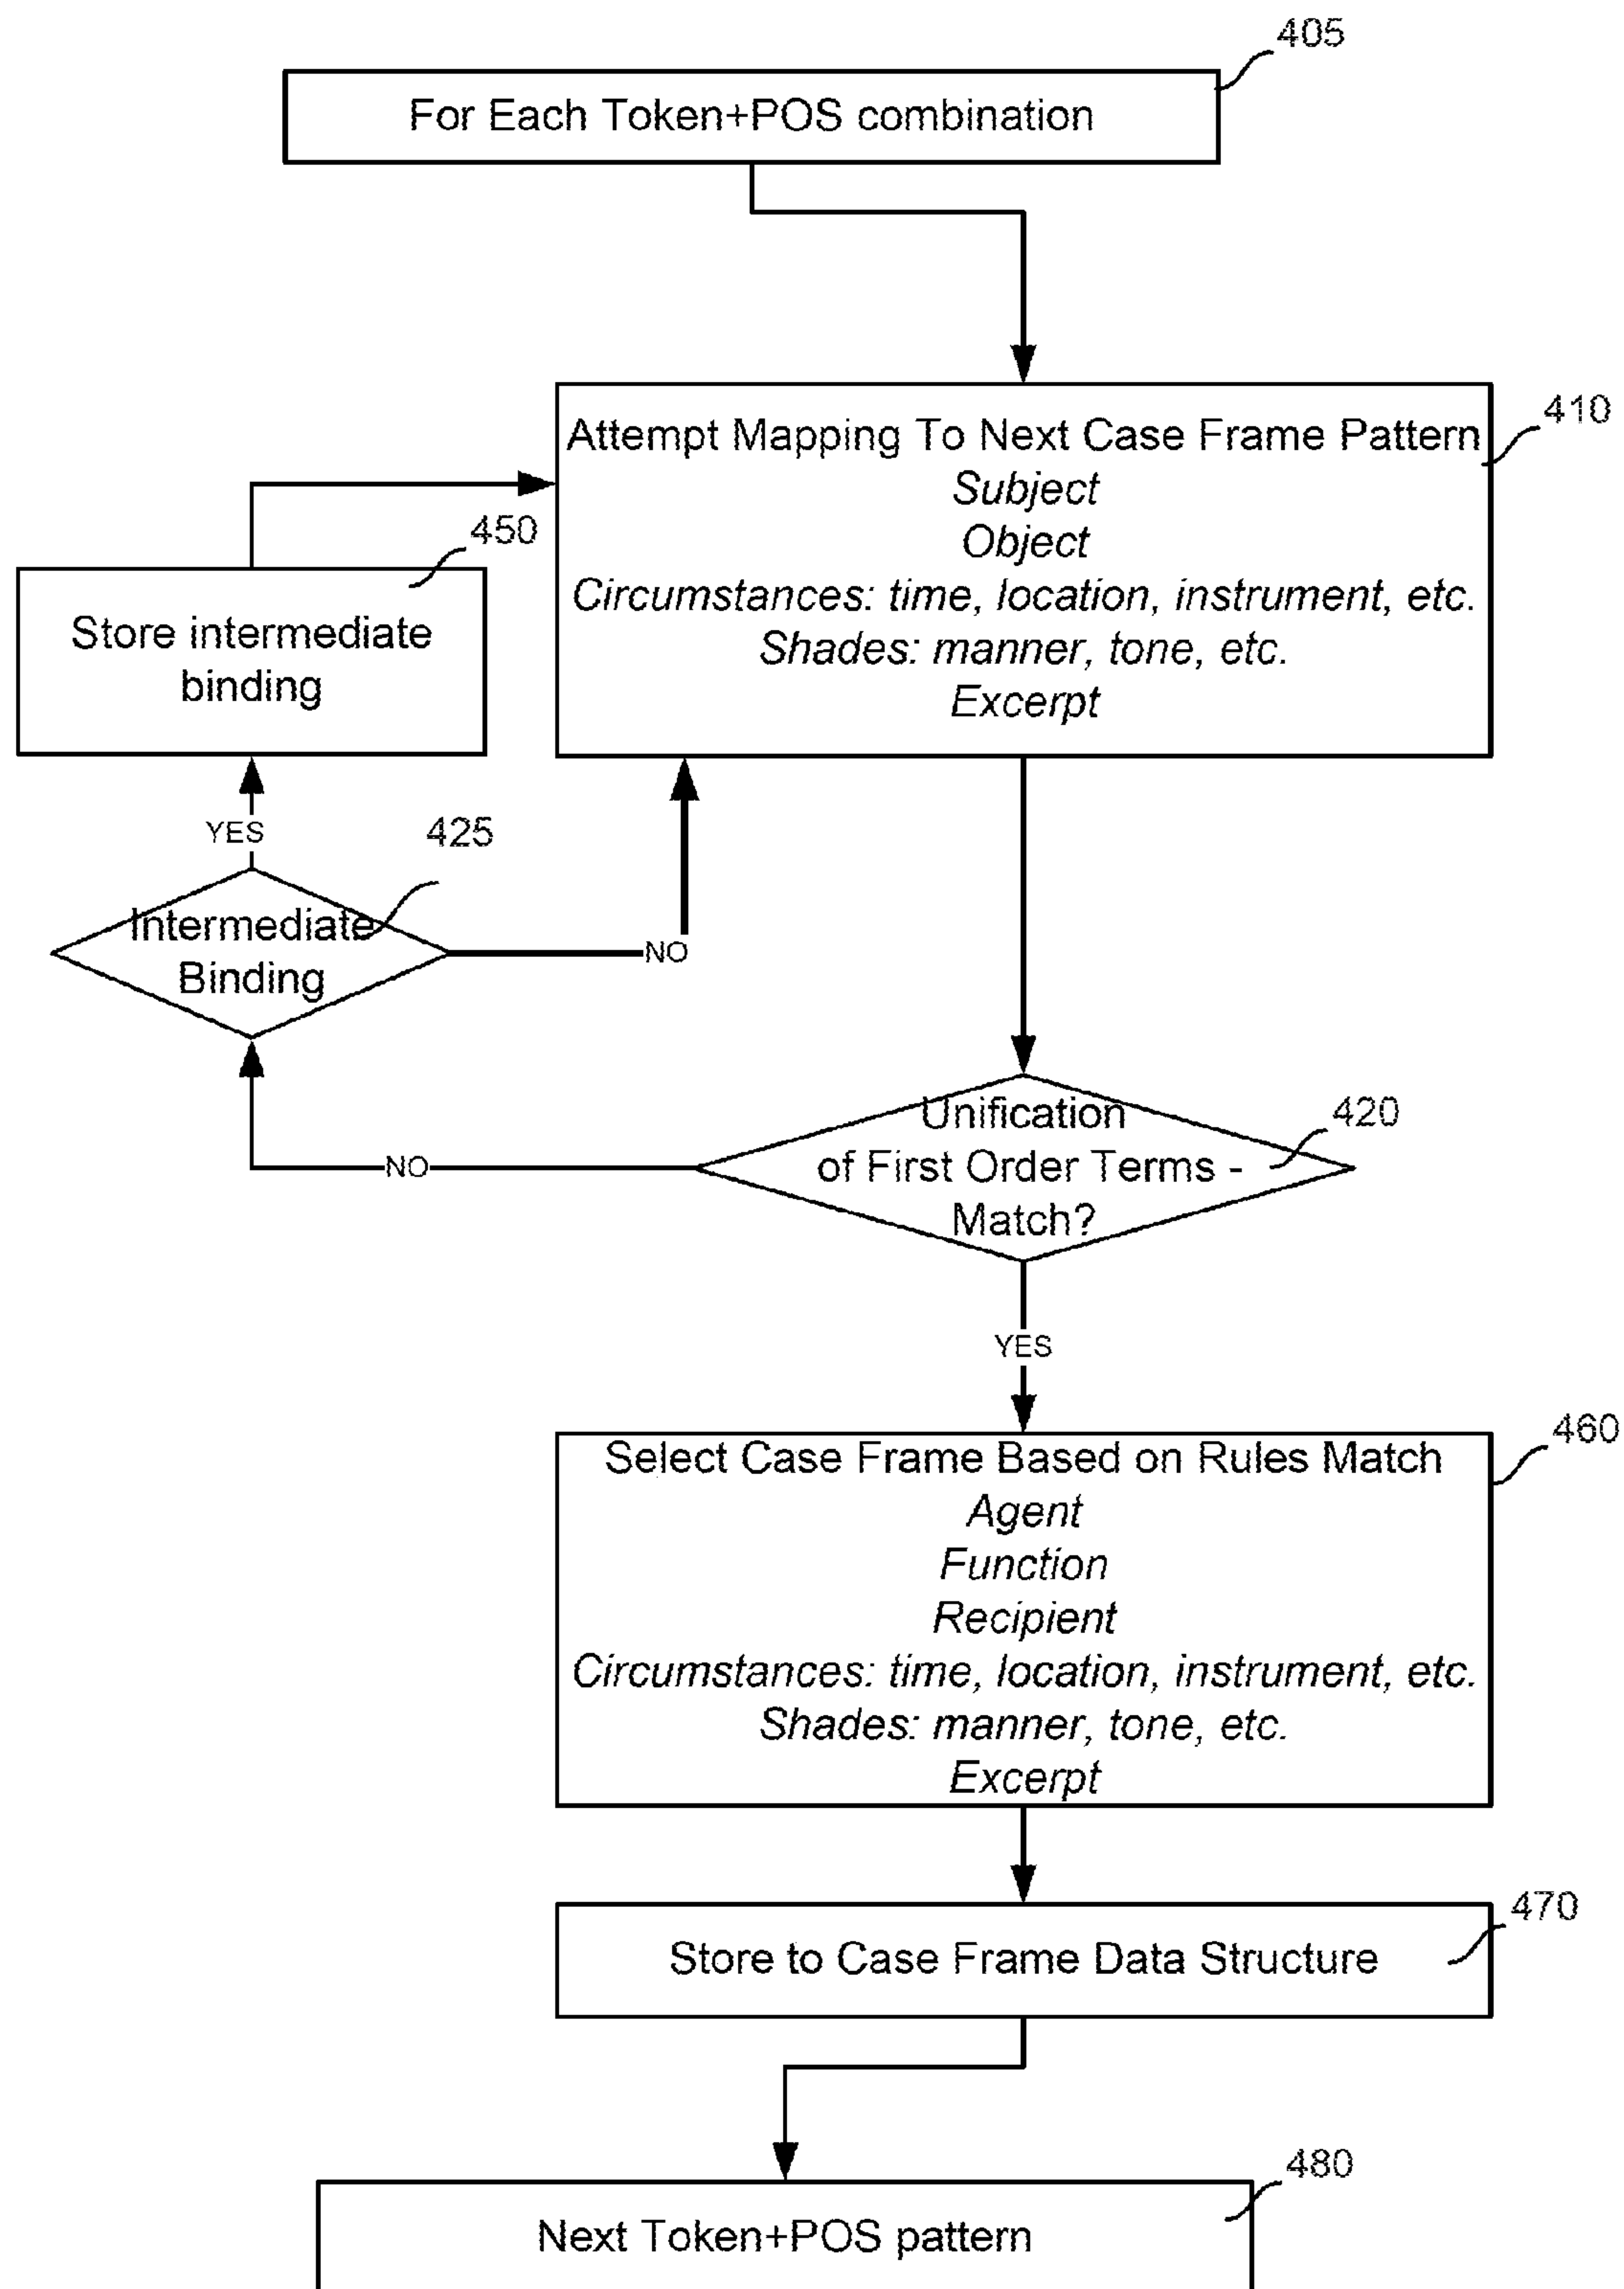 405
For Each Token+POS combination
410
Attempt Mapping To Next Case Frame Pattern
Subject
Object
Circumstances: time, location, instrument, etc.
Shades: manner, tone, etc.
Excerpt
450
Store intermediate
binding
YES
425
Intermediate
Binding
NO
420
Unification
of First Order Terms -
Match?
NO
YES
460
Select Case Frame Based on Rules Match
Agent
Function
Recipient
Circumstances: time, location, instrument, etc.
Shades: manner, tone, etc.
Excerpt
470
Store to Case Frame Data Structure
480
Next Token+POS pattern